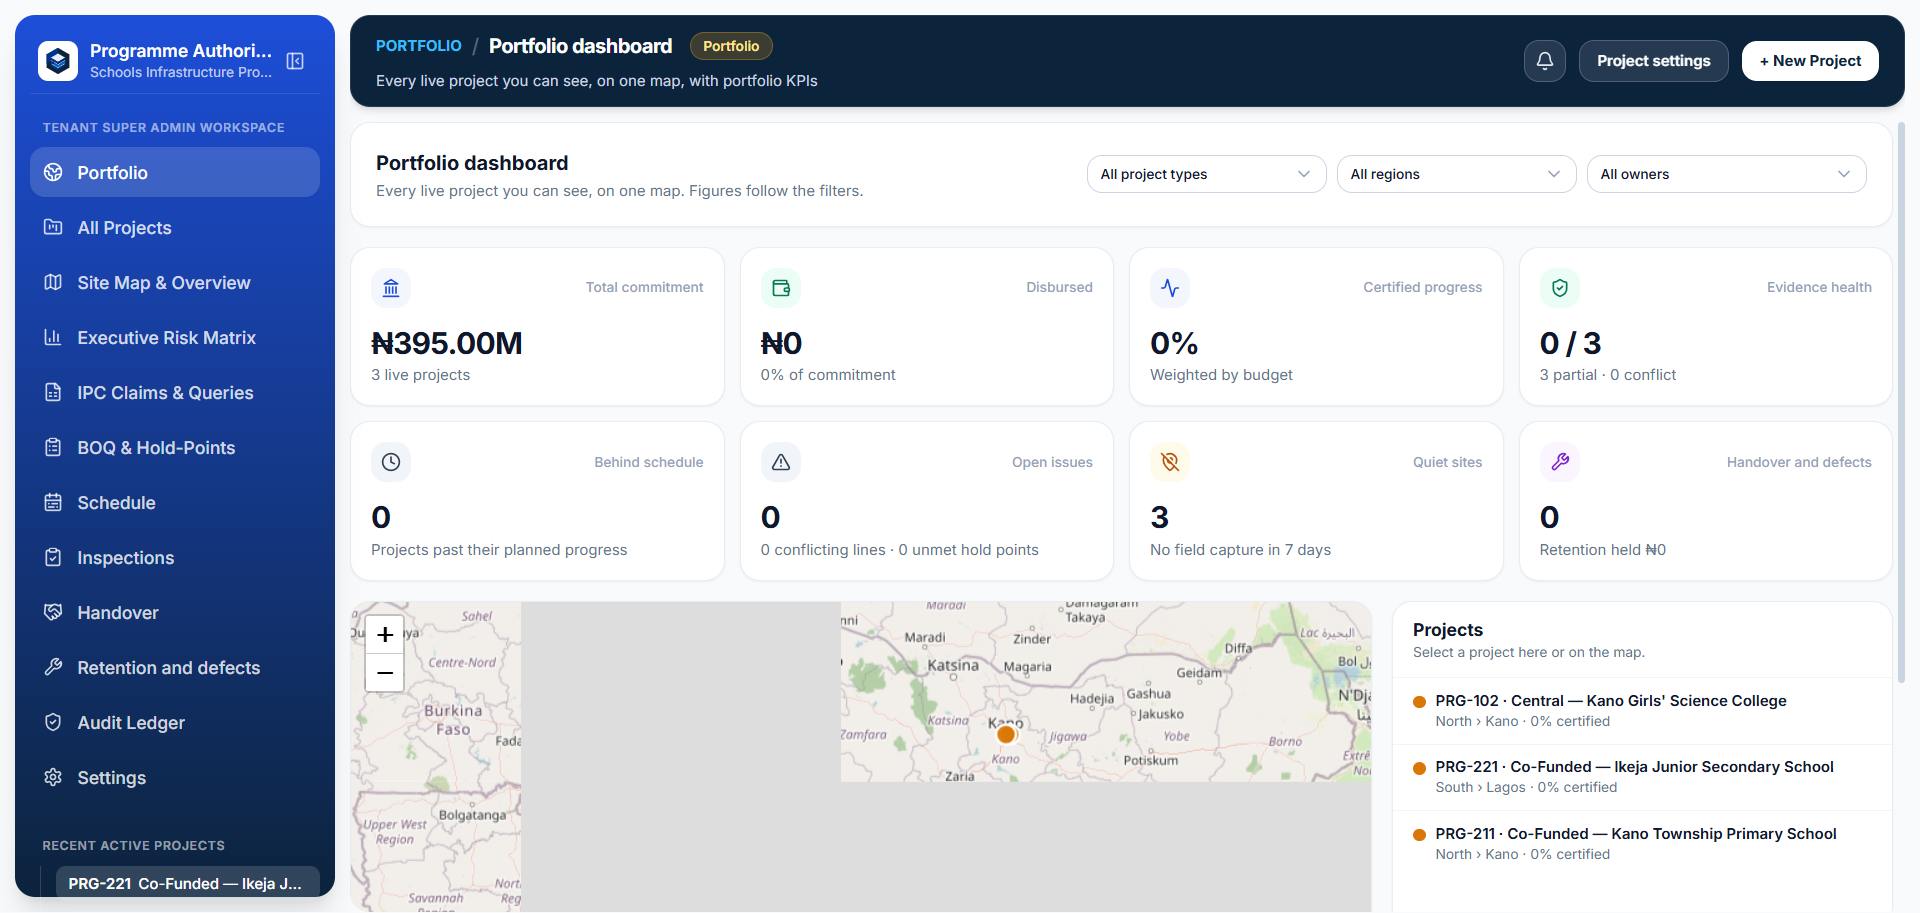 Programme Authori...
Schools Infrastructure Pro...
TENANT SUPER ADMIN WORKSPACE
Portfolio
All Projects
Site Map & Overview
Executive Risk Matrix
IPC Claims & Queries
BOQ & Hold-Points
Schedule
Inspections
Handover
Retention and defects
Audit Ledger
Settings
RECENT ACTIVE PROJECTS
PRG-221 Co-Funded — Ikeja J...
PORTFOLIO / Portfolio dashboard Portfolio
Every live project you can see, on one map, with portfolio KPIs
Project settings
+ New Project
Portfolio dashboard
Every live project you can see, on one map. Figures follow the filters.
All project types
All regions
All owners
Total commitment
₦395.00M
3 live projects
Disbursed
₦0
0% of commitment
Certified progress
0%
Weighted by budget
Evidence health
0 / 3
3 partial · 0 conflict
Behind schedule
0
Projects past their planned progress
Open issues
0
0 conflicting lines · 0 unmet hold points
Quiet sites
3
No field capture in 7 days
Handover and defects
0
Retention held ₦0
+
−
Sahel
Centre-Nord
Burkina
Faso
Fada
Bolgatanga
Upper West
Region
Savannah
Maradi
Damagaram
Takaya
Maradi
Zinder
Katsina
Magaria
Diffa
Geidam
Hadejia
Gashua
Jakusko
Katsina
Kano
Zamfara
Jigawa
Yobe
Borno
Kano
Potiskum
Zaria
Lac البحيرة
Bol
N'Dja
Projects
Select a project here or on the map.
PRG-102 · Central — Kano Girls' Science College
North › Kano · 0% certified
PRG-221 · Co-Funded — Ikeja Junior Secondary School
South › Lagos · 0% certified
PRG-211 · Co-Funded — Kano Township Primary School
North › Kano · 0% certified